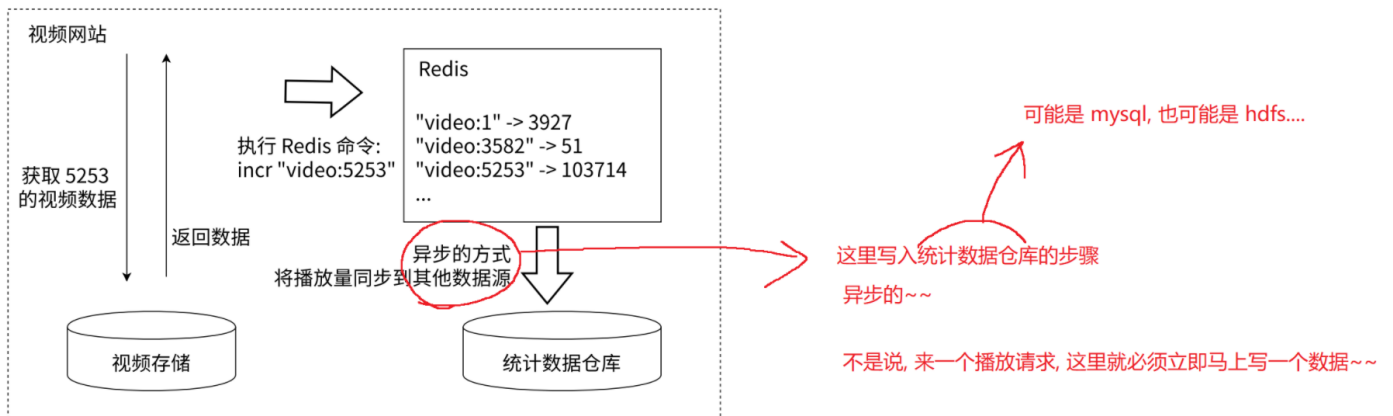 视频网站
获取 5253
的视频数据
返回数据
视频存储
执行 Redis 命令:
incr "video:5253"
Redis
"video:1" -> 3927
"video:3582" -> 51
"video:5253" -> 103714
...
异步的方式
将播放量同步到其他数据源
统计数据仓库
可能是 mysql, 也可能是 hdfs....
这里写入统计数据仓库的步骤
异步的~~
不是说, 来一个播放请求, 这里就必须立即马上写一个数据~~